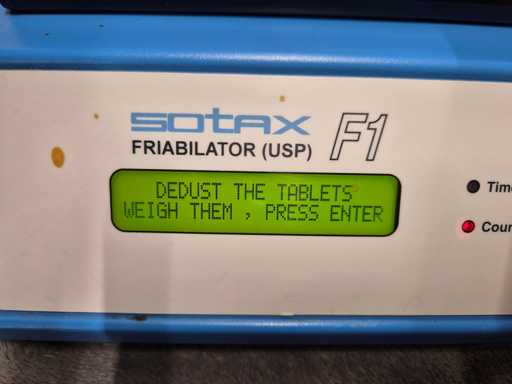 SOTAX
FRIABILATOR (USP) F1
DEDUST THE TABLETS
WEIGH THEM , PRESS ENTER